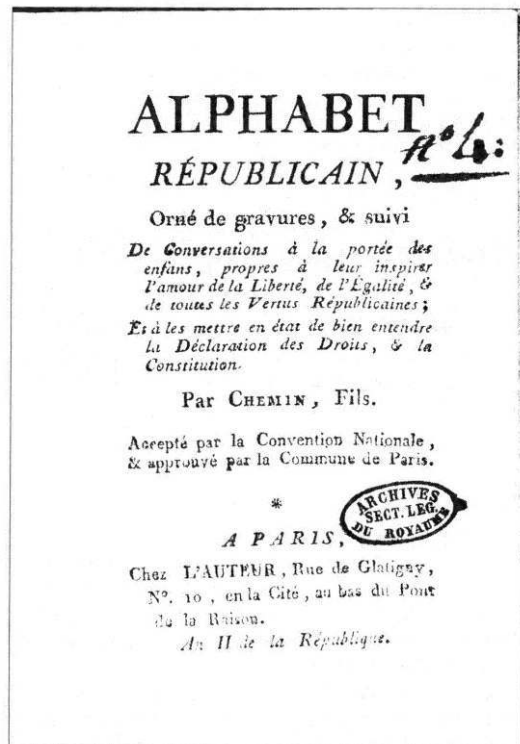 ALPHABET
RÉPUBLICAIN,
n° 4:
Orné de gravures, & suivi
De Conversations à la portée des
enfans, propres à leur inspirer
l'amour de la Liberté, de l'Égalité, &
de toutes les Vertus Républicaines;
Et à les mettre en état de bien entendre
la Déclaration des Droits, & la
Constitution.
Par CHEMIN, Fils.
Accepté par la Convention Nationale,
& approuvé par la Commune de Paris.
*
ARCHIVES
SECT. LEG.
DU ROYAUME
A PARIS,
Chez L'AUTEUR, Rue de Glatigny,
N°. 10, en la Cité, au bas du Pont
de la Raison.
An II de la République.